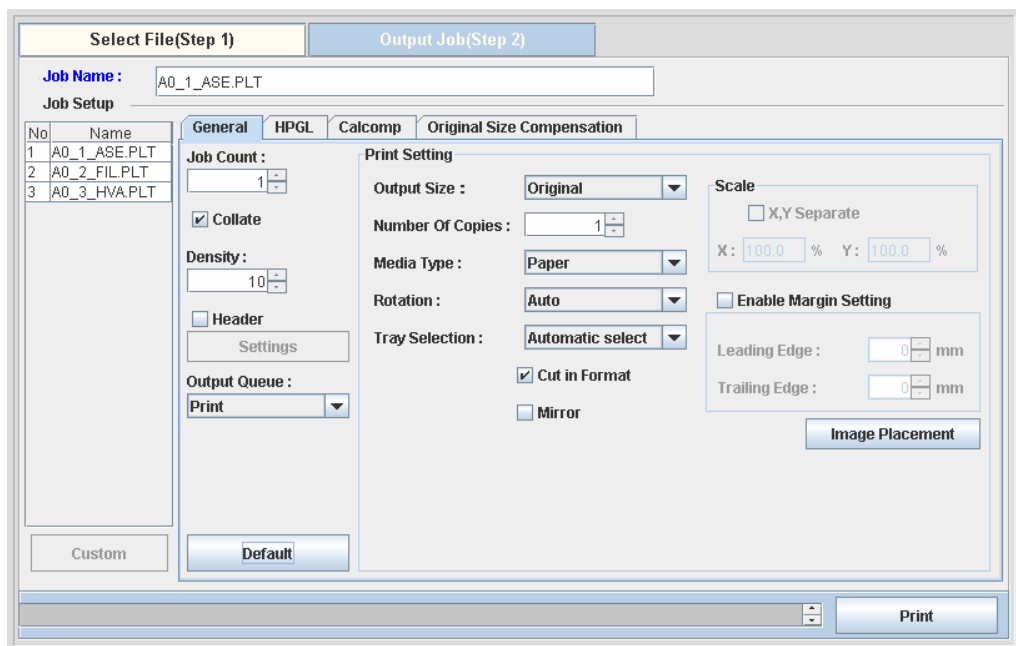 Select File(Step 1)
Output Job(Step 2)
Job Name :
A0_1_ASE.PLT
Job Setup
No Name
1 A0_1_ASE.PLT
2 A0_2_FIL.PLT
3 A0_3_HVA.PLT
Custom
General HPGL Calcomp Original Size Compensation
Job Count :
1
Collate
Density :
10
Header
Settings
Output Queue :
Print
Default
Print Setting
Output Size : Original
Number Of Copies : 1
Media Type : Paper
Rotation : Auto
Tray Selection : Automatic select
Cut in Format
Mirror
Scale
X,Y Separate
X : 100.0 % Y : 100.0 %
Enable Margin Setting
Leading Edge : 0 mm
Trailing Edge : 0 mm
Image Placement
Print